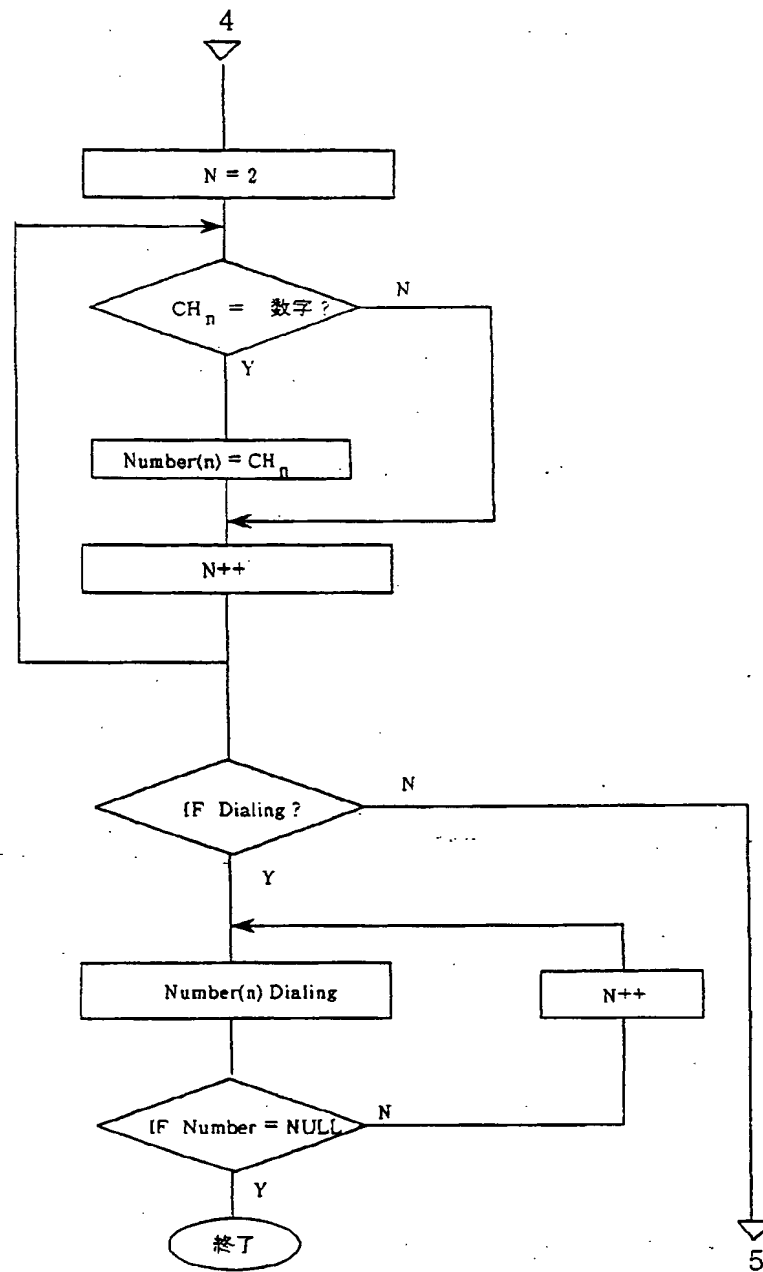 4
N = 2
CHn = 数字?
N
Y
Number(n) = CHn
N++
IF Dialing?
N
Y
Number(n) Dialing
N++
IF Number = NULL
N
Y
終了
5